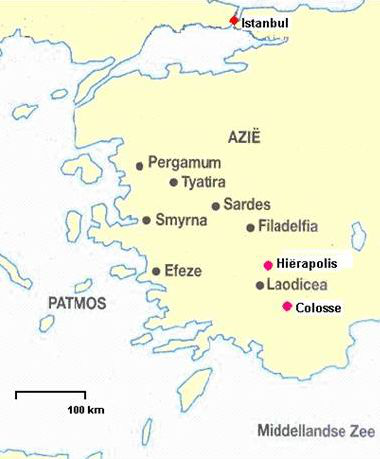 Istanbul
AZIË
Pergamum
Tyatira
Sardes
Smyrna
Filadelfia
Hiërapolis
Efeze
Laodicea
PATMOS
Colosse
100 km
Middellandse Zee